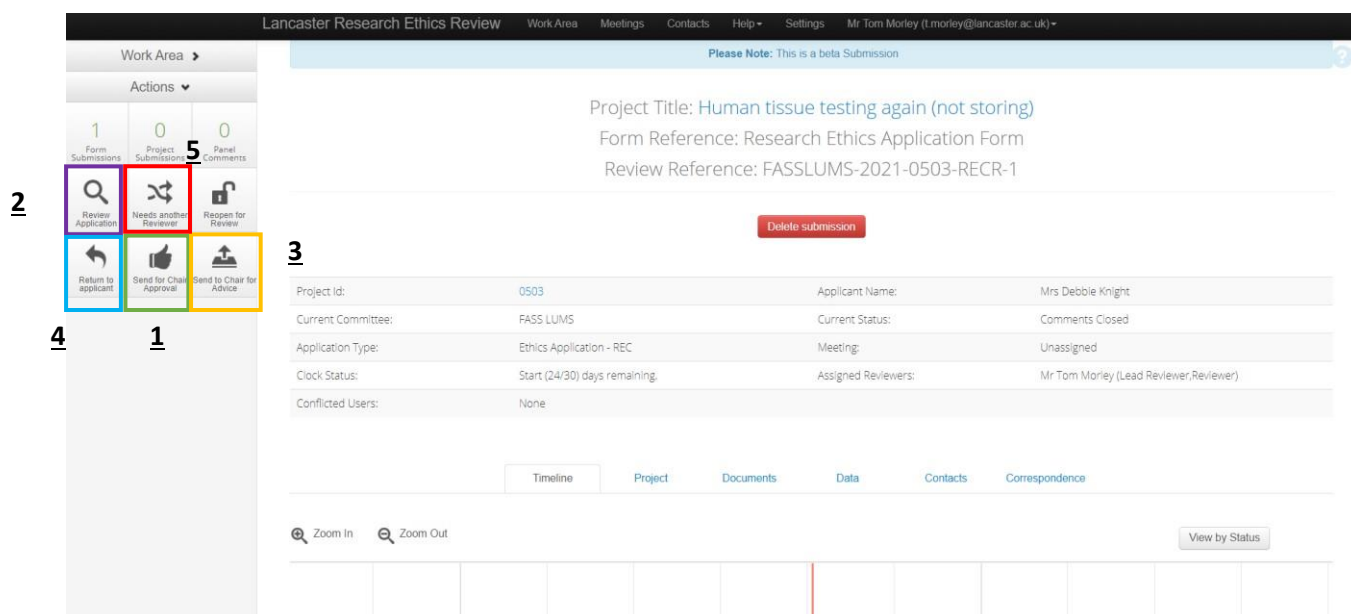 Lancaster Research Ethics Review Work Area Meetings Contacts Help Settings Mr Tom Morley (t.morley@lancaster.ac.uk)
Work Area
Please Note: This is a beta Submission
?
Actions
Project Title: Human tissue testing again (not storing)
Form Reference: Research Ethics Application Form
Review Reference: FASSLUMS-2021-0503-RECR-1
1 0 0
Form Submissions
Project Submissions
Panel Comments
5
2
Review Application
Needs another Reviewer
Reopen for Review
Delete submission
3
Return to applicant
Send for Chair Approval
Send to Chair for Advice
4 1
Project Id: 0503 Applicant Name: Mrs Debbie Knight
Current Committee: FASS LUMS Current Status: Comments Closed
Application Type: Ethics Application - REC Meeting: Unassigned
Clock Status: Start (24/30) days remaining. Assigned Reviewers: Mr Tom Morley (Lead Reviewer,Reviewer)
Conflicted Users: None
Timeline Project Documents Data Contacts Correspondence
Zoom In Zoom Out View by Status